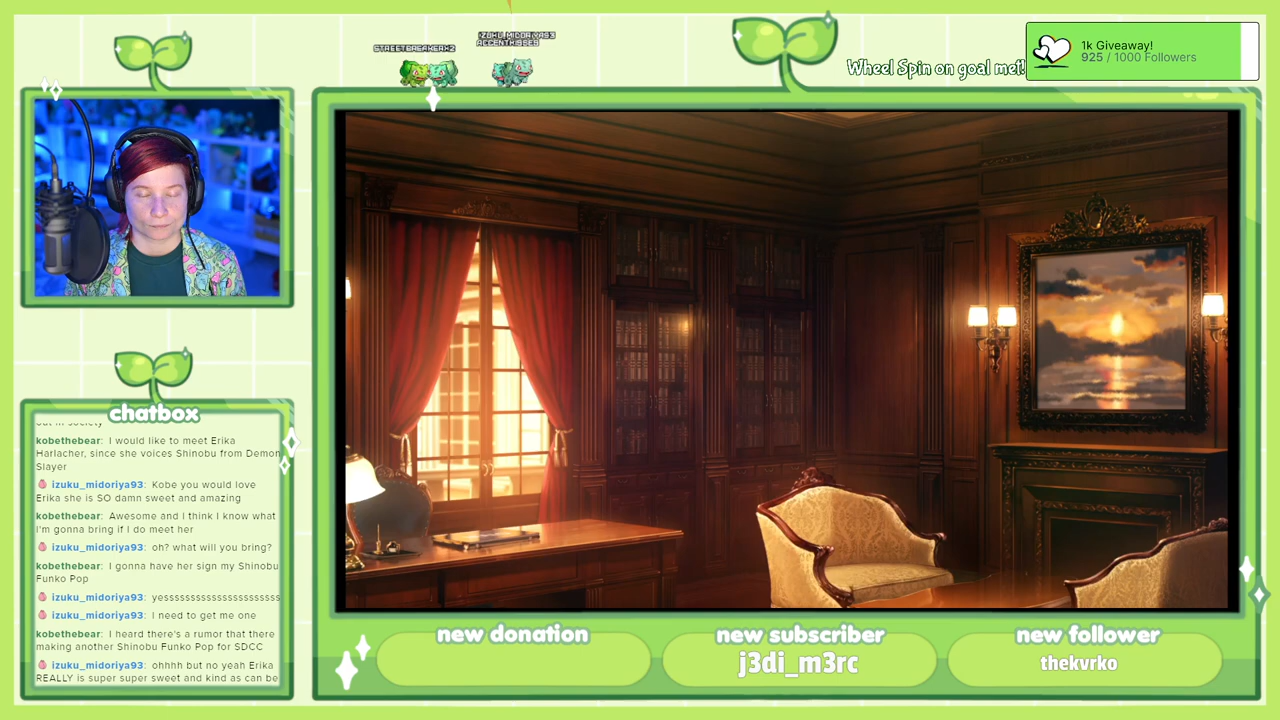 STREETBREAKERX2
IZUKU_MIDORIYA93
ACCENTKISSES
Wheel Spin on goal met!
1k Giveaway!
925 / 1000 Followers
chatbox
out in society
kobethebear: I would like to meet Erika
Harlacher, since she voices Shinobu from Demon
Slayer
izuku_midoriya93: Kobe you would love
Erika she is SO damn sweet and amazing
kobethebear: Awesome and I think I know what
I'm gonna bring if I do meet her
izuku_midoriya93: oh? what will you bring?
kobethebear: I gonna have her sign my Shinobu
Funko Pop
izuku_midoriya93: yesssssssssssssssssssssss
izuku_midoriya93: I need to get me one
kobethebear: I heard there's a rumor that there
making another Shinobu Funko Pop for SDCC
izuku_midoriya93: ohhhh but no yeah Erika
REALLY is super super sweet and kind as can be
new donation
new subscriber
j3di_m3rc
new follower
thekvrko